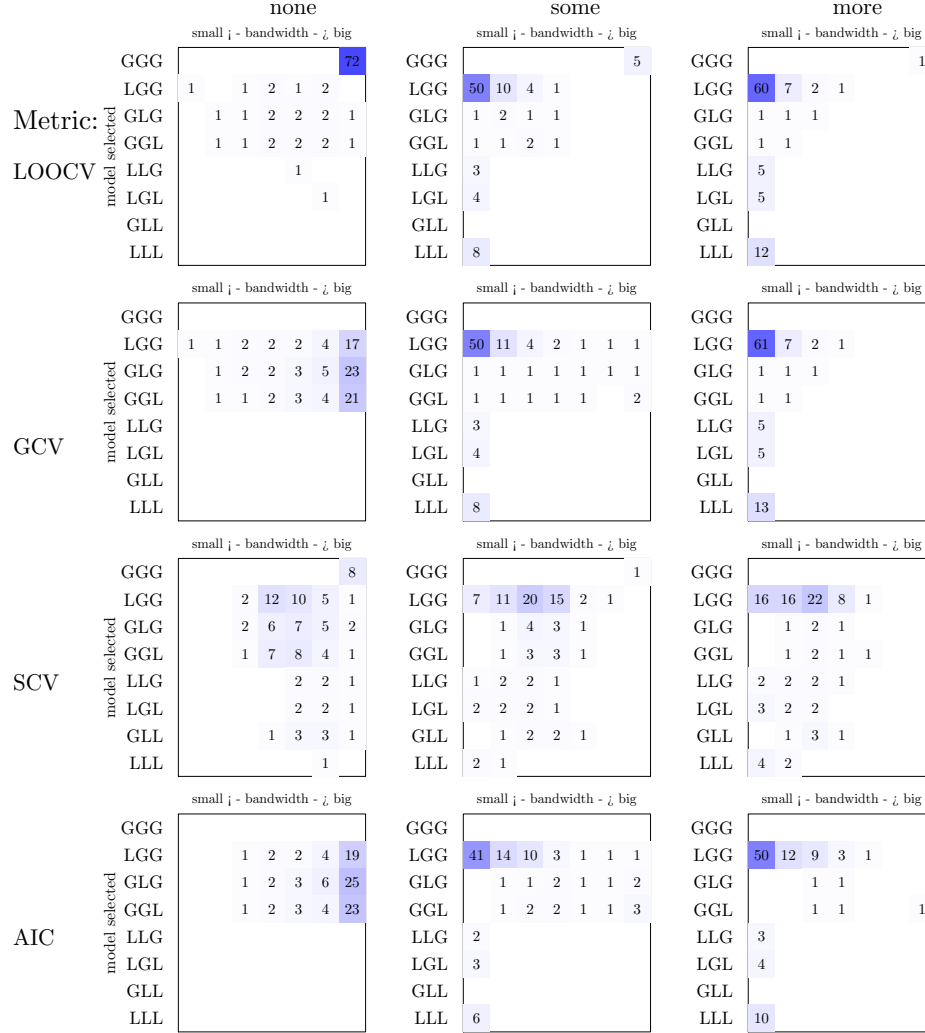 none some more
small ¡ - bandwidth - ¿ big small ¡ - bandwidth - ¿ big small ¡ - bandwidth - ¿ big
Metric:
LOOCV
model selected
GGG 72 GGG 5 GGG 1
LGG 1 1 2 1 2 LGG 50 10 4 1 LGG 60 7 2 1
GLG 1 1 2 2 2 1 GLG 1 2 1 1 GLG 1 1 1
GGL 1 1 2 2 2 1 GGL 1 1 2 1 GGL 1 1
LLG 1 LLG 3 LLG 5
LGL 1 LGL 4 LGL 5
GLL GLL GLL
LLL LLL 8 LLL 12
small ¡ - bandwidth - ¿ big small ¡ - bandwidth - ¿ big small ¡ - bandwidth - ¿ big
GCV
model selected
GGG GGG GGG
LGG 1 1 2 2 2 4 17 LGG 50 11 4 2 1 1 1 LGG 61 7 2 1
GLG 1 2 2 3 5 23 GLG 1 1 1 1 1 1 1 GLG 1 1 1
GGL 1 1 2 3 4 21 GGL 1 1 1 1 1 2 GGL 1 1
LLG LLG 3 LLG 5
LGL LGL 4 LGL 5
GLL GLL GLL
LLL LLL 8 LLL 13
small ¡ - bandwidth - ¿ big small ¡ - bandwidth - ¿ big small ¡ - bandwidth - ¿ big
SCV
model selected
GGG 8 GGG 1 GGG
LGG 2 12 10 5 1 LGG 7 11 20 15 2 1 LGG 16 16 22 8 1
GLG 2 6 7 5 2 GLG 1 4 3 1 GLG 1 2 1
GGL 1 7 8 4 1 GGL 1 3 3 1 GGL 1 2 1 1
LLG 2 2 1 LLG 1 2 2 1 LLG 2 2 2 1
LGL 2 2 1 LGL 2 2 2 1 LGL 3 2 2
GLL 1 3 3 1 GLL 1 2 2 1 GLL 1 3 1
LLL 1 LLL 2 1 LLL 4 2
small ¡ - bandwidth - ¿ big small ¡ - bandwidth - ¿ big small ¡ - bandwidth - ¿ big
AIC
model selected
GGG GGG GGG
LGG 1 2 2 4 19 LGG 41 14 10 3 1 1 1 LGG 50 12 9 3 1
GLG 1 2 3 6 25 GLG 1 1 2 1 1 2 GLG 1 1
GGL 1 2 3 4 23 GGL 1 2 2 1 1 3 GGL 1 1 1
LLG LLG 2 LLG 3
LGL LGL 3 LGL 4
GLL GLL GLL
LLL LLL 6 LLL 10